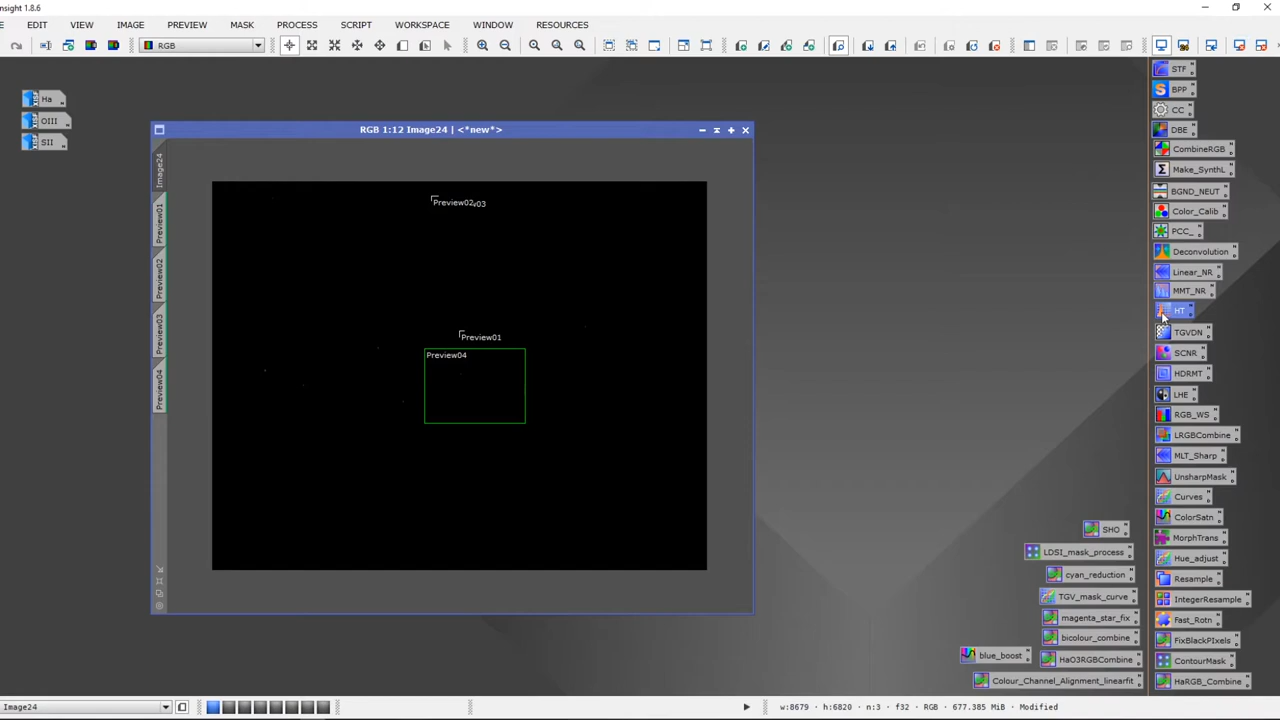 nsight 1.8.6
E EDIT VIEW IMAGE PREVIEW MASK PROCESS SCRIPT WORKSPACE WINDOW RESOURCES
RGB
STF
BPP
CC
DBE
CombineRGB
Make_SynthL
BGND_NEUT
Color_Calib
PCC_
Deconvolution
Linear_NR
MMT_NR
HT
TGVDN
SCNR
HDRMT
LHE
RGB_WS
LRGBCombine
MLT_Sharp
UnsharpMask
Curves
ColorSatn
MorphTrans
Hue_adjust
Resample
IntegerResample
Fast_Rotn
FixBlackPixels
ContourMask
HaRGB_Combine
Ha
OIII
SII
RGB 1:12 Image24 | <*new*>
Image24
Preview01
Preview02
Preview03
Preview04
Preview02
v03
Preview01
Preview04
SHO
LDSI_mask_process
cyan_reduction
TGV_mask_curve
magenta_star_fix
bicolour_combine
blue_boost
HaO3RGBCombine
Colour_Channel_Alignment_linearfit
Image24
w:8679 · h:6820 · n:3 · f32 · RGB · 677.385 MiB · Modified